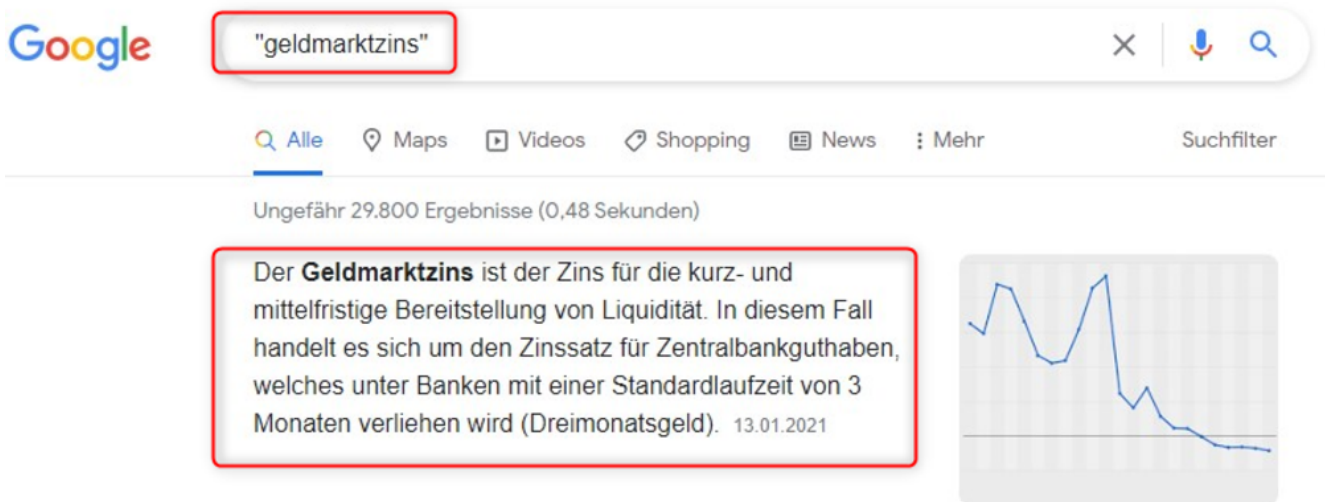 Google
"geldmarktzins"
Alle Maps Videos Shopping News Mehr Suchfilter
Ungefähr 29.800 Ergebnisse (0,48 Sekunden)
Der Geldmarktzins ist der Zins für die kurz- und
mittelfristige Bereitstellung von Liquidität. In diesem Fall
handelt es sich um den Zinssatz für Zentralbankguthaben,
welches unter Banken mit einer Standardlaufzeit von 3
Monaten verliehen wird (Dreimonatsgeld). 13.01.2021